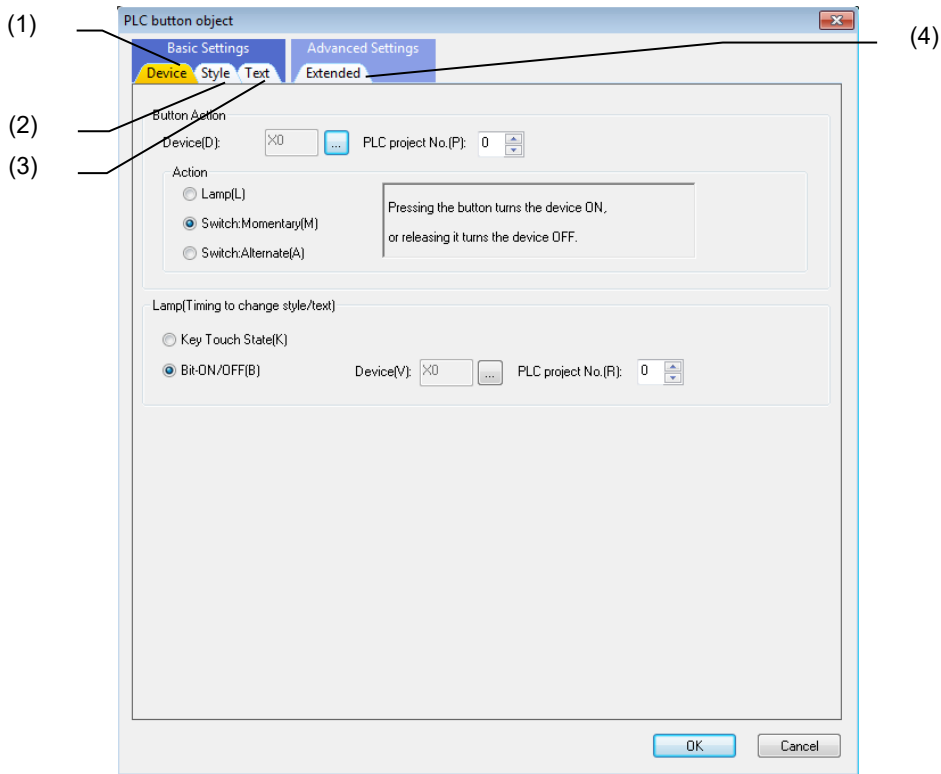 PLC button object
(1)
(4)
Basic Settings
Advanced Settings
Device Style Text
Extended
(2)
(3)
Button Action
Device(D): X0 ... PLC project No.(P): 0
Action
Lamp(L)
Switch:Momentary(M)
Switch:Alternate(A)
Pressing the button turns the device ON,
or releasing it turns the device OFF.
Lamp(Timing to change style/text)
Key Touch State(K)
Bit-ON/OFF(B) Device(V): X0 ... PLC project No.(R): 0
OK Cancel